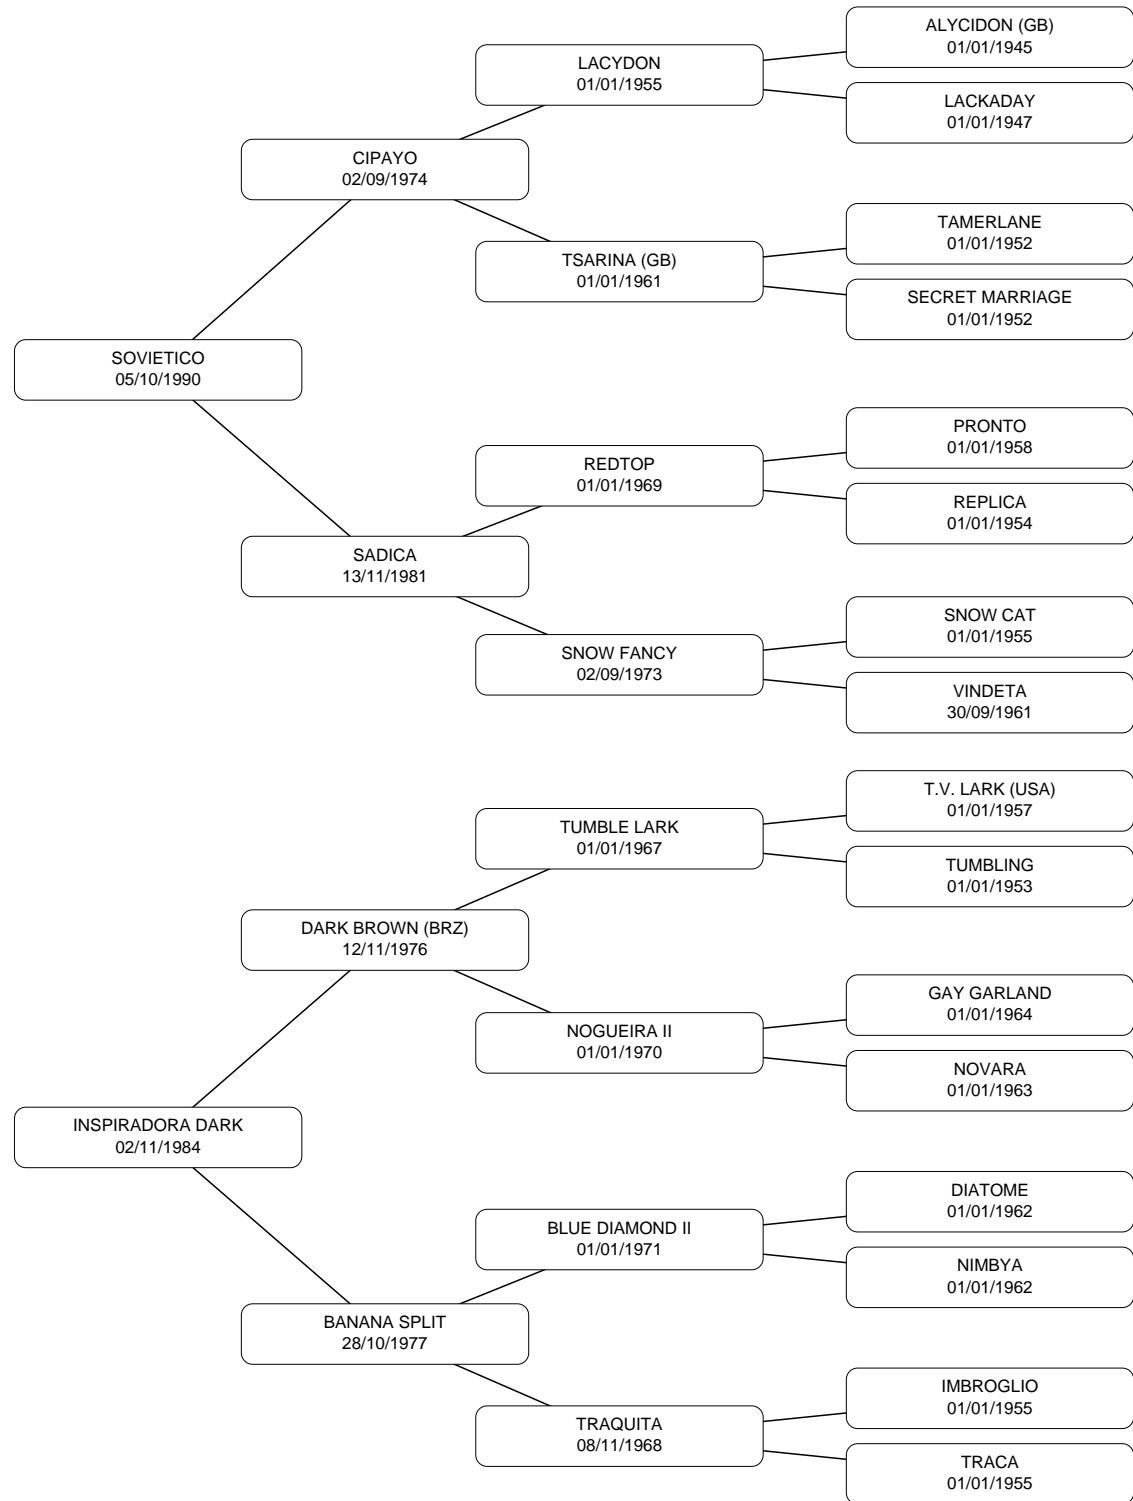 ALYCIDON (GB)
01/01/1945
LACYDON
01/01/1955
LACKADAY
01/01/1947
CIPAYO
02/09/1974
TAMERLANE
01/01/1952
TSARINA (GB)
01/01/1961
SECRET MARRIAGE
01/01/1952
SOVIETICO
05/10/1990
PRONTO
01/01/1958
REDTOP
01/01/1969
REPLICA
01/01/1954
SADICA
13/11/1981
SNOW CAT
01/01/1955
SNOW FANCY
02/09/1973
VINDETA
30/09/1961
T.V. LARK (USA)
01/01/1957
TUMBLE LARK
01/01/1967
TUMBLING
01/01/1953
DARK BROWN (BRZ)
12/11/1976
GAY GARLAND
01/01/1964
NOGUEIRA II
01/01/1970
NOVARA
01/01/1963
INSPIRADORA DARK
02/11/1984
DIATOME
01/01/1962
BLUE DIAMOND II
01/01/1971
NIMBYA
01/01/1962
BANANA SPLIT
28/10/1977
IMBROGLIO
01/01/1955
TRAQUITA
08/11/1968
TRACA
01/01/1955